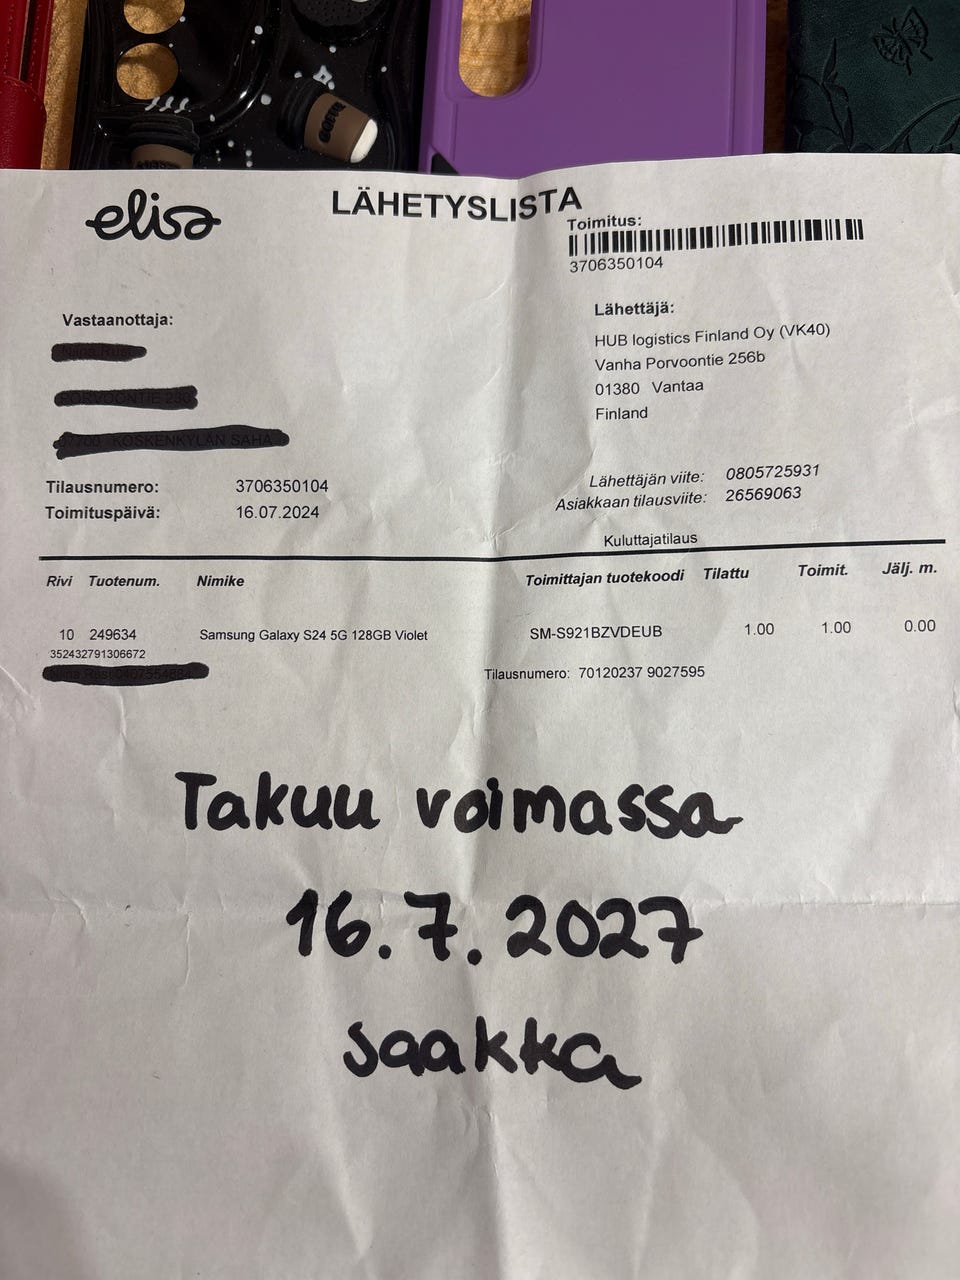 elisa
LÄHETYSLISTA
Toimitus:
3706350104
Vastaanottaja:
Lähettäjä:
HUB logistics Finland Oy (VK40)
Vanha Porvoontie 256b
01380 Vantaa
Finland
Tilausnumero: 3706350104
Toimituspäivä: 16.07.2024
Lähettäjän viite: 0805725931
Asiakkaan tilausviite: 26569063
Kuluttajatilaus
Rivi Tuotenum. Nimike Toimittajan tuotekoodi Tilattu Toimit. Jälj. m.
10 249634 Samsung Galaxy S24 5G 128GB Violet SM-S921BZVDEUB 1.00 1.00 0.00
352432791306672
Tilausnumero: 70120237 9027595
Takuu voimassa
16.7.2027
saakka